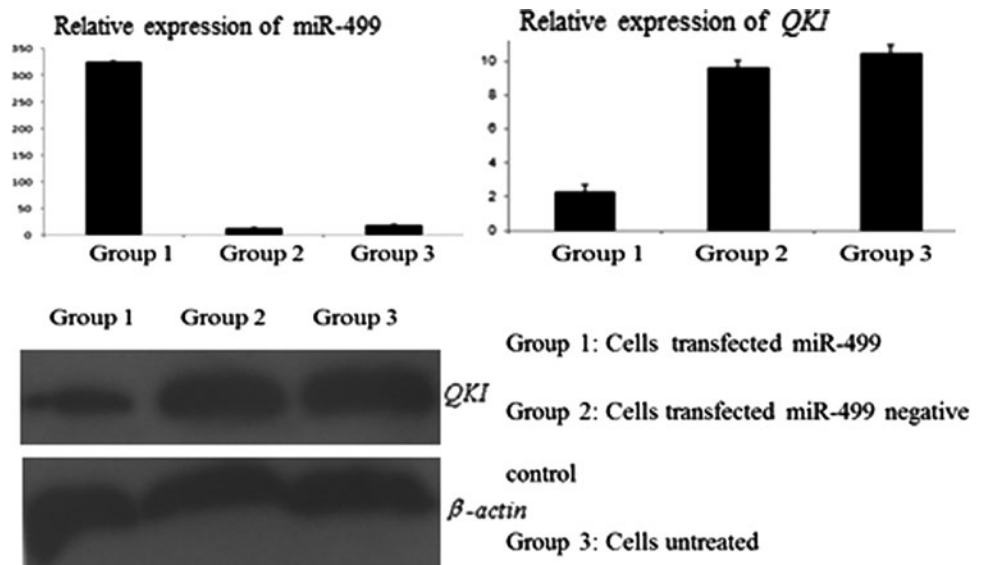 Relative expression of miR-499
350
300
250
200
150
100
50
0
Group 1 Group 2 Group 3
Relative expression of QKI
10
8
6
4
2
0
Group 1 Group 2 Group 3
Group 1 Group 2 Group 3
QKI
β-actin
Group 1: Cells transfected miR-499
Group 2: Cells transfected miR-499 negative
control
Group 3: Cells untreated